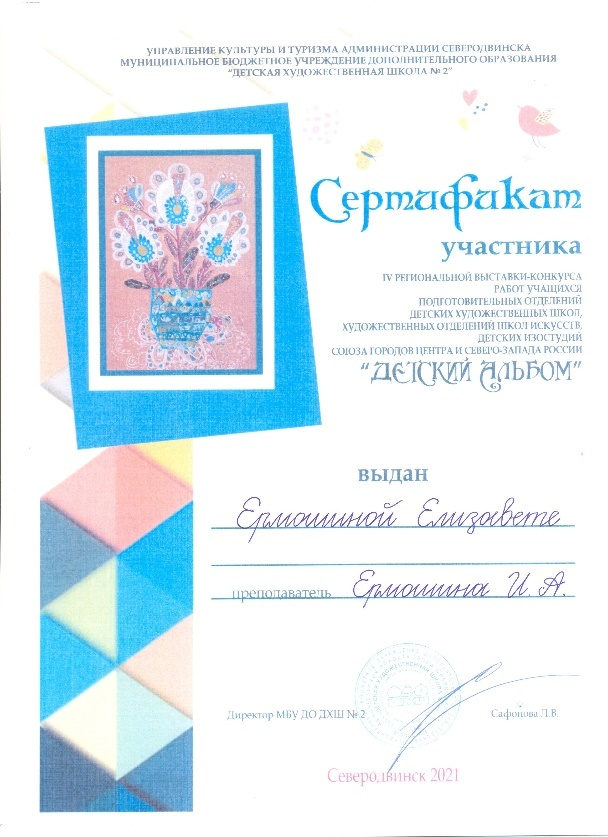 УПРАВЛЕНИЕ КУЛЬТУРЫ И ТУРИЗМА АДМИНИСТРАЦИИ СЕВЕРОДВИНСКА
МУНИЦИПАЛЬНОЕ БЮДЖЕТНОЕ УЧРЕЖДЕНИЕ ДОПОЛНИТЕЛЬНОГО ОБРАЗОВАНИЯ
"ДЕТСКАЯ ХУДОЖЕСТВЕННАЯ ШКОЛА № 2"
Сертификат
участника
IV РЕГИОНАЛЬНОЙ ВЫСТАВКИ-КОНКУРСА
РАБОТ УЧАЩИХСЯ
ПОДГОТОВИТЕЛЬНЫХ ОТДЕЛЕНИЙ
ДЕТСКИХ ХУДОЖЕСТВЕННЫХ ШКОЛ,
ХУДОЖЕСТВЕННЫХ ОТДЕЛЕНИЙ ШКОЛ ИСКУССТВ,
ДЕТСКИХ ИЗОСТУДИЙ
СОЮЗА ГОРОДОВ ЦЕНТРА И СЕВЕРО-ЗАПАДА РОССИИ
"ДЕТСКИЙ АЛЬБОМ"
выдан
Ермошиной Елизавете
преподаватель Ермошина И. А.
Директор МБУ ДО ДХШ № 2 Сафонова Л.В.
Северодвинск 2021